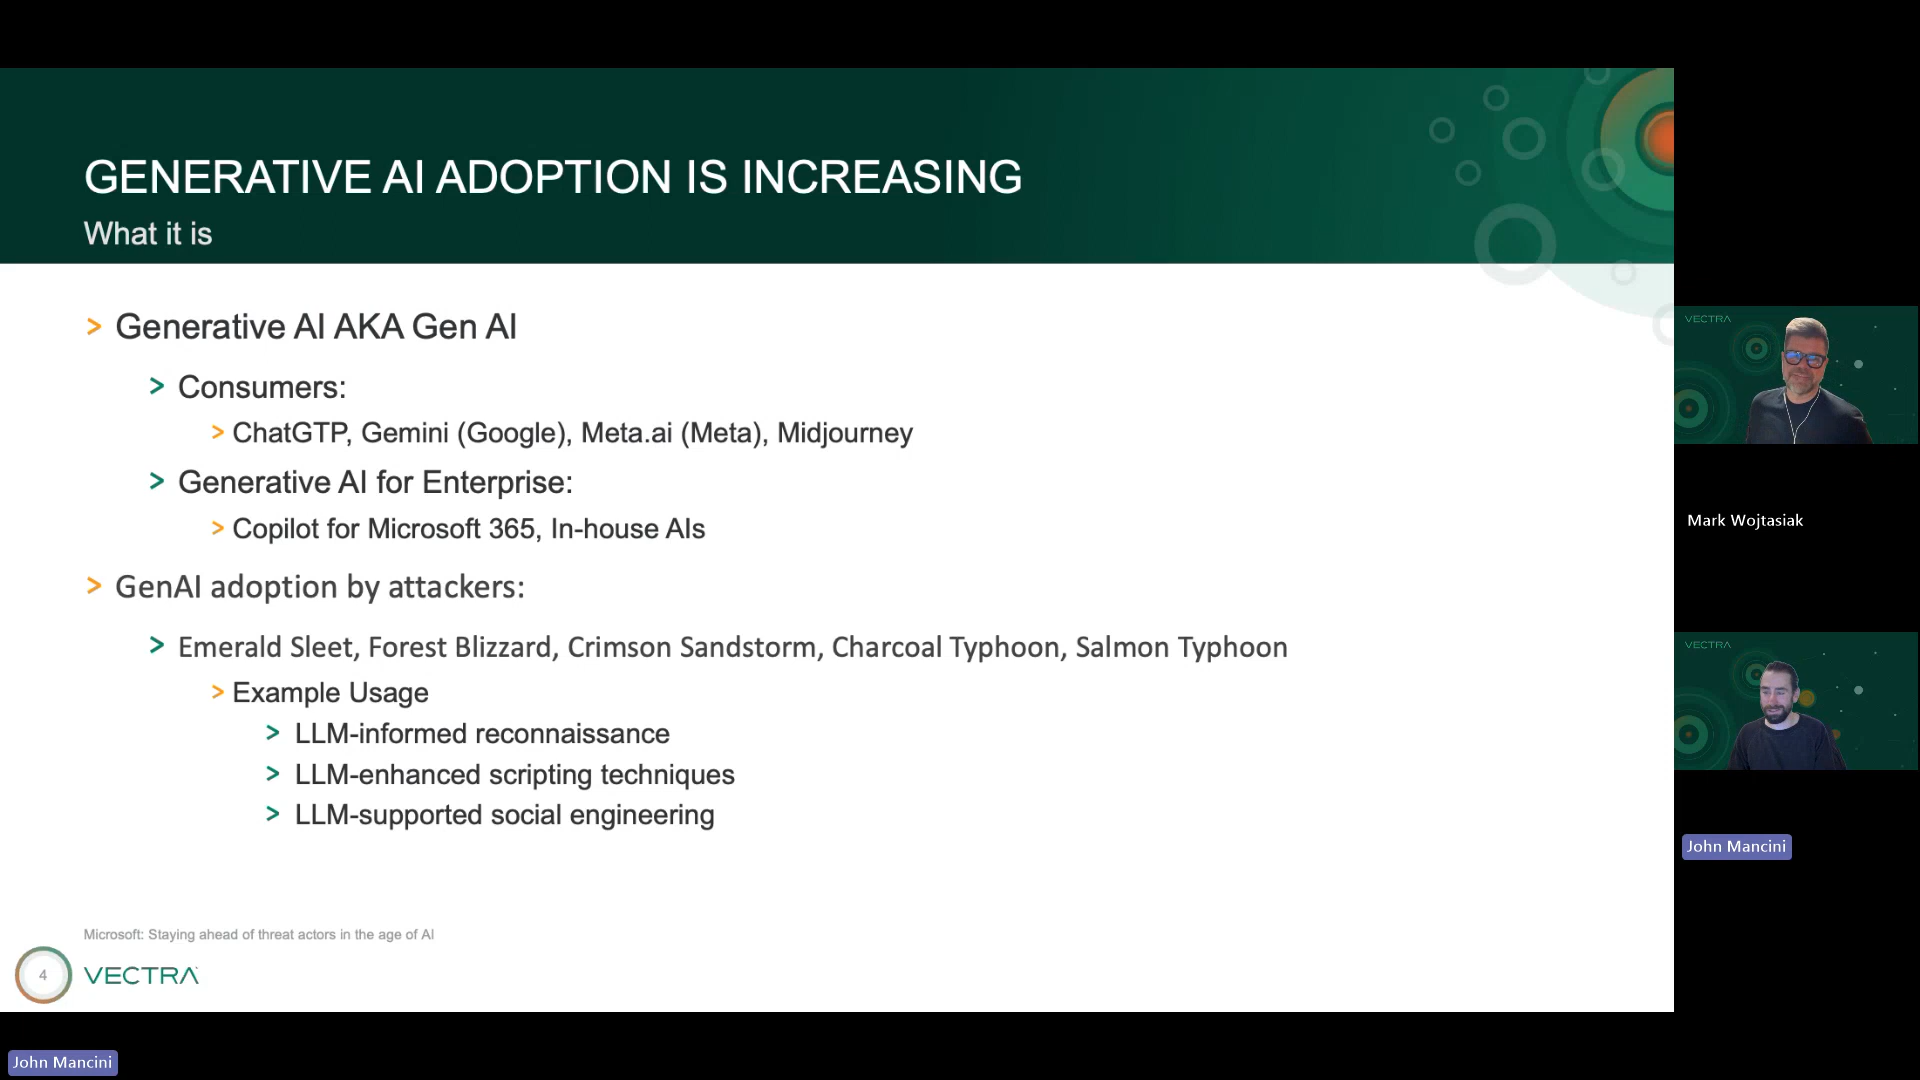 GENERATIVE AI ADOPTION IS INCREASING
What it is
> Generative AI AKA Gen AI
> Consumers:
> ChatGTP, Gemini (Google), Meta.ai (Meta), Midjourney
> Generative AI for Enterprise:
> Copilot for Microsoft 365, In-house AIs
> GenAI adoption by attackers:
> Emerald Sleet, Forest Blizzard, Crimson Sandstorm, Charcoal Typhoon, Salmon Typhoon
> Example Usage
> LLM-informed reconnaissance
> LLM-enhanced scripting techniques
> LLM-supported social engineering
Microsoft: Staying ahead of threat actors in the age of AI
4 VECTRA
VECTRA
Mark Wojtasiak
VECTRA
John Mancini
John Mancini